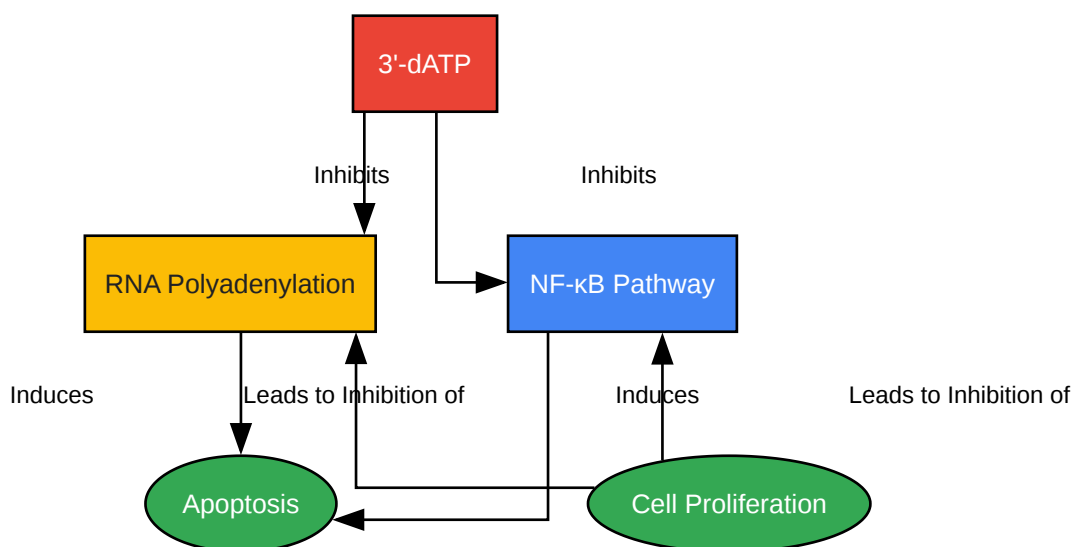 3'-dATP
Inhibits
Inhibits
RNA Polyadenylation
NF-κB Pathway
Induces
Leads to Inhibition of
Induces
Leads to Inhibition of
Apoptosis
Cell Proliferation